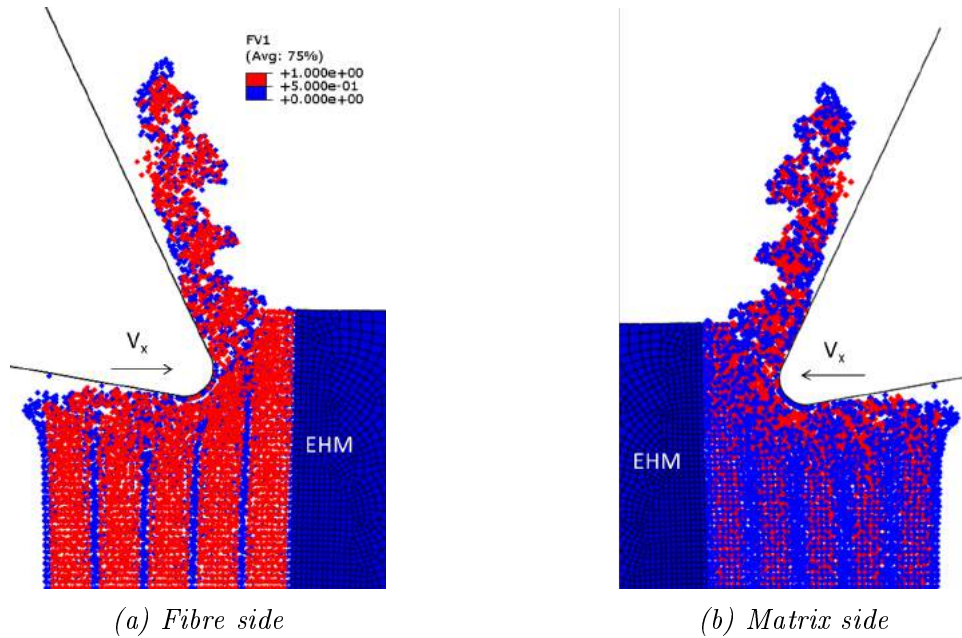 FV1
(Avg: 75%)
+1.000e+00
+5.000e-01
+0.000e+00
Vₓ
EHM
Vₓ
EHM
(a) Fibre side
(b) Matrix side